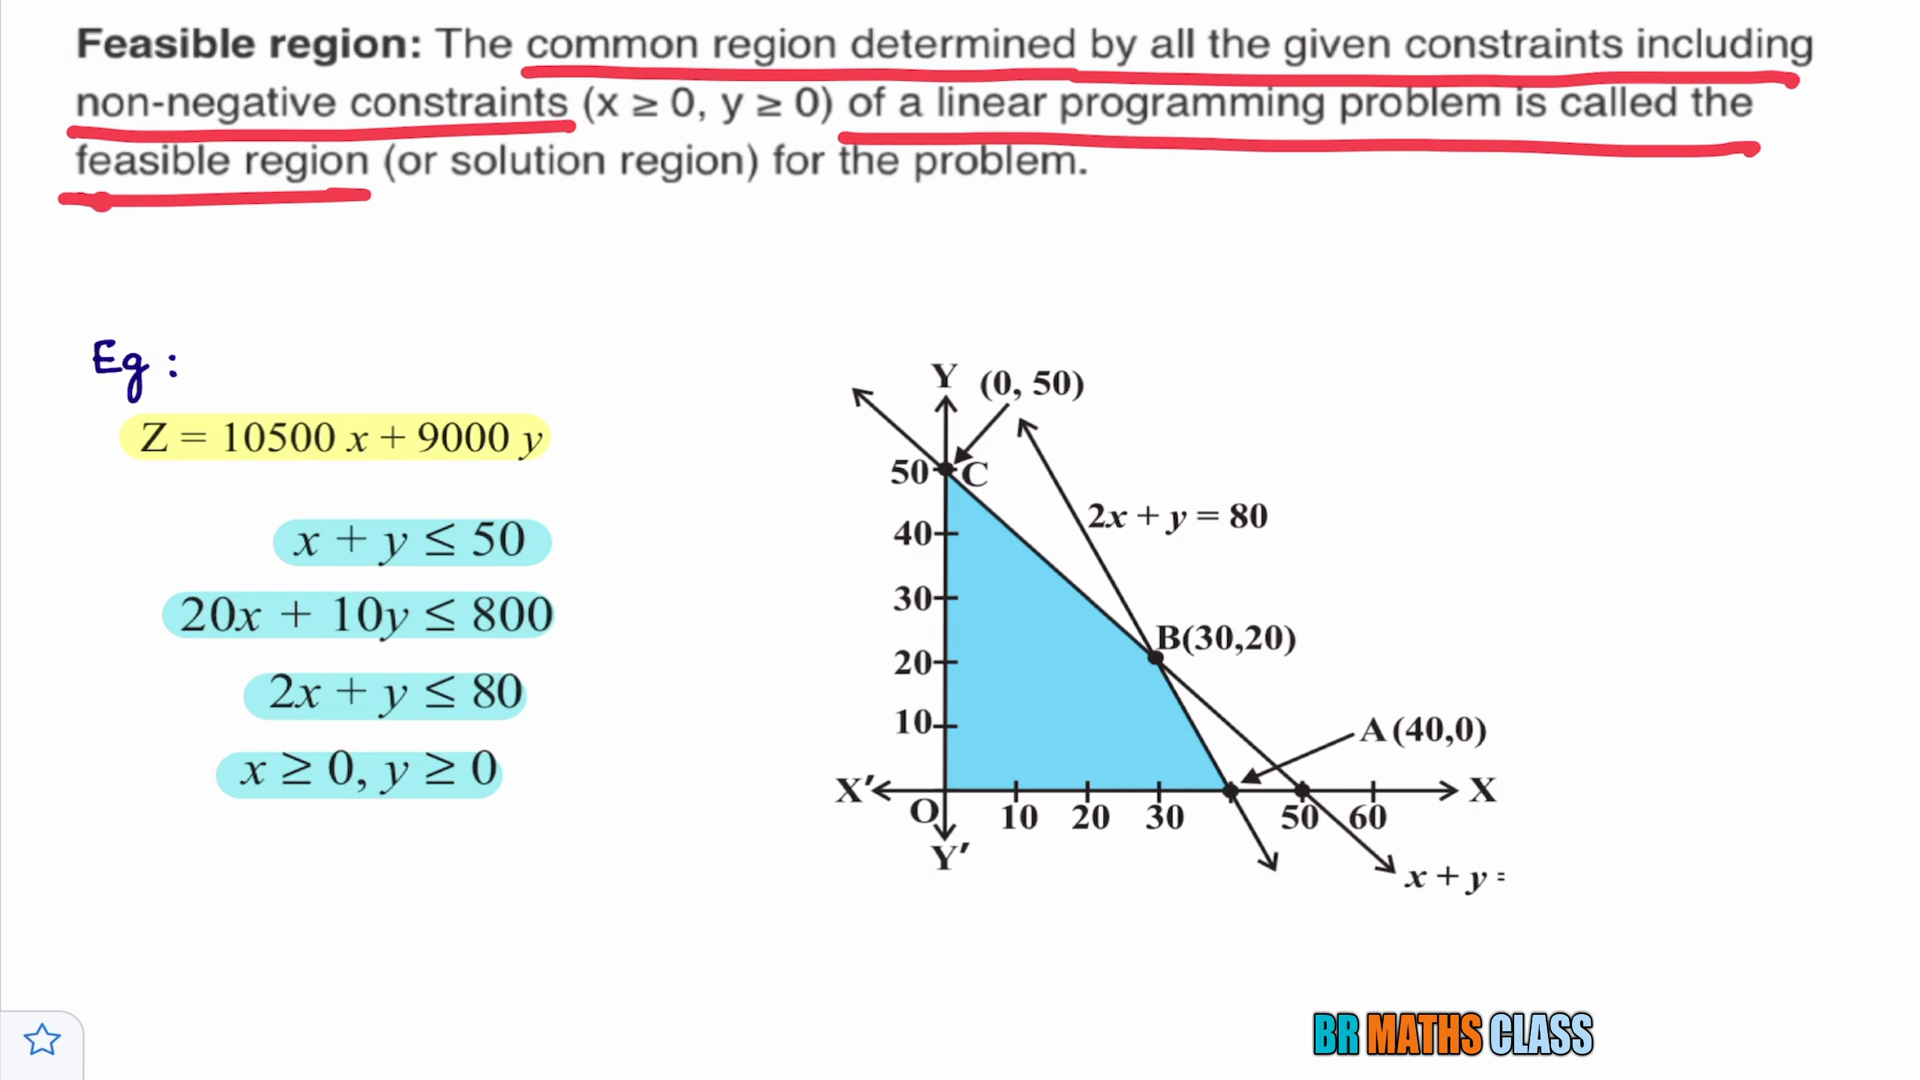 Feasible region: The common region determined by all the given constraints including
non-negative constraints (x ≥ 0, y ≥ 0) of a linear programming problem is called the
feasible region (or solution region) for the problem.
Eg :
Z = 10500 x + 9000 y
x + y ≤ 50
20x + 10y ≤ 800
2x + y ≤ 80
x ≥ 0, y ≥ 0
Y (0, 50)
50 C
40
2x + y = 80
30
20
B(30,20)
10
A (40,0)
X′ O X
10 20 30 50 60
Y′
x + y =
BR MATHS CLASS